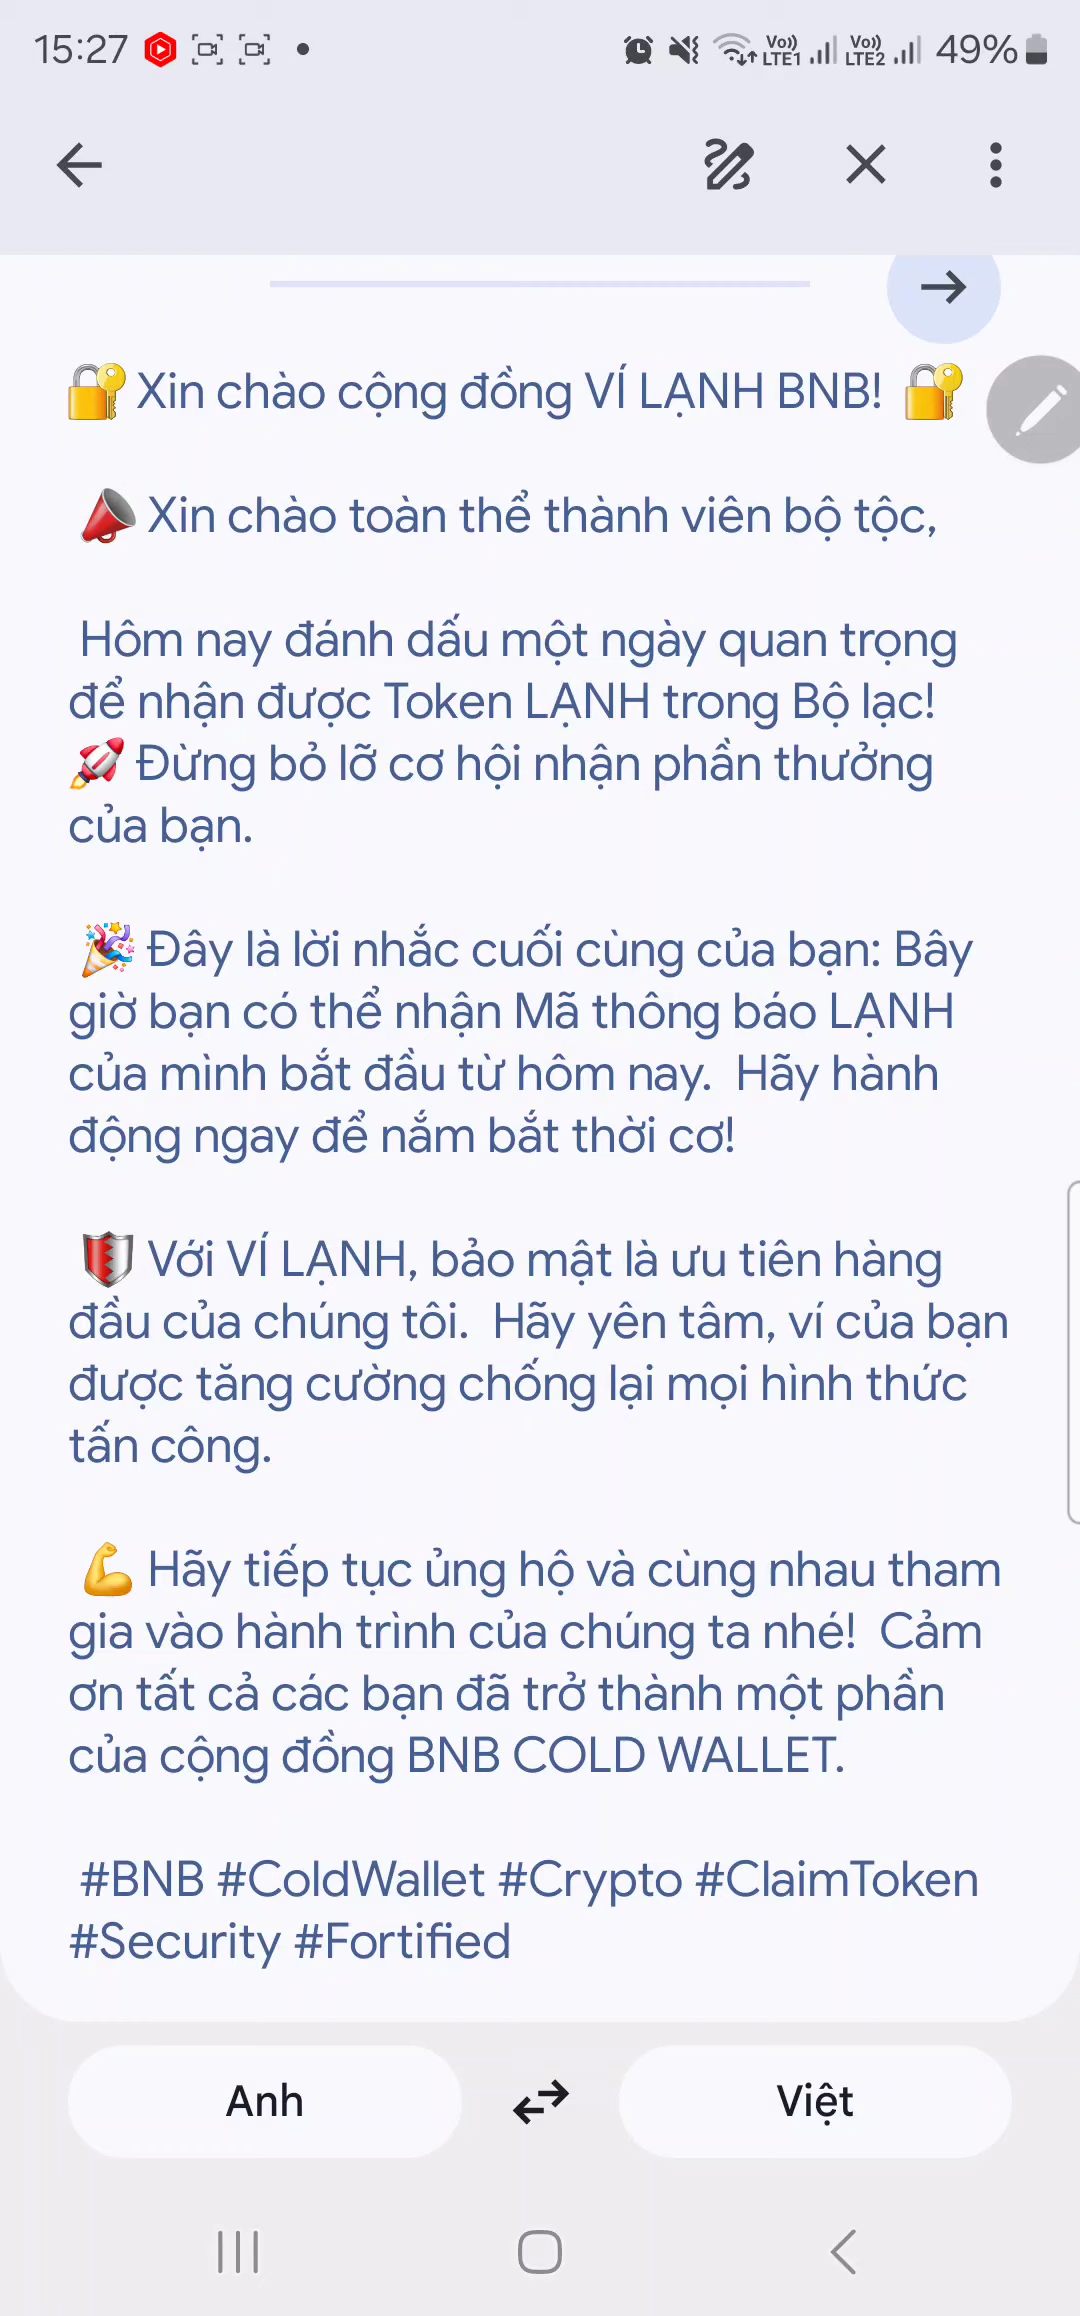 15:27
Vo)) LTE1 Vo)) LTE2 49%
🔐 Xin chào cộng đồng VÍ LẠNH BNB! 🔐
📣 Xin chào toàn thể thành viên bộ tộc,
Hôm nay đánh dấu một ngày quan trọng
để nhận được Token LẠNH trong Bộ lạc!
🚀 Đừng bỏ lỡ cơ hội nhận phần thưởng
của bạn.
🎉 Đây là lời nhắc cuối cùng của bạn: Bây
giờ bạn có thể nhận Mã thông báo LẠNH
của mình bắt đầu từ hôm nay. Hãy hành
động ngay để nắm bắt thời cơ!
🛡️ Với VÍ LẠNH, bảo mật là ưu tiên hàng
đầu của chúng tôi. Hãy yên tâm, ví của bạn
được tăng cường chống lại mọi hình thức
tấn công.
💪 Hãy tiếp tục ủng hộ và cùng nhau tham
gia vào hành trình của chúng ta nhé! Cảm
ơn tất cả các bạn đã trở thành một phần
của cộng đồng BNB COLD WALLET.
#BNB #ColdWallet #Crypto #ClaimToken
#Security #Fortified
Anh
Việt